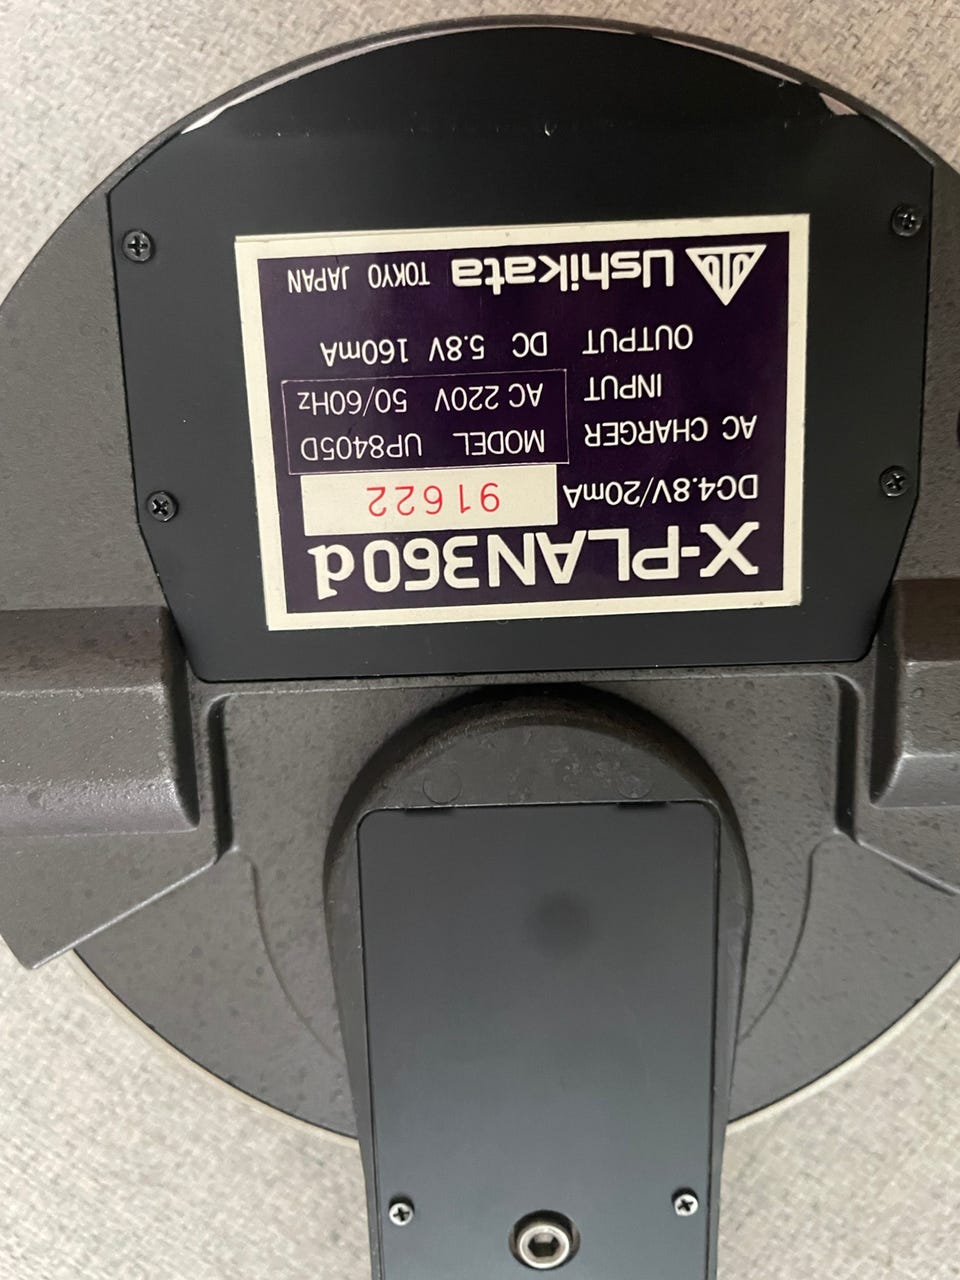 X-PLAN360d
DC4.8V/20mA 91622
AC CHARGER MODEL UP8405D
INPUT AC 220V 50/60Hz
OUTPUT DC 5.8V 160mA
Ushikata TOKYO JAPAN